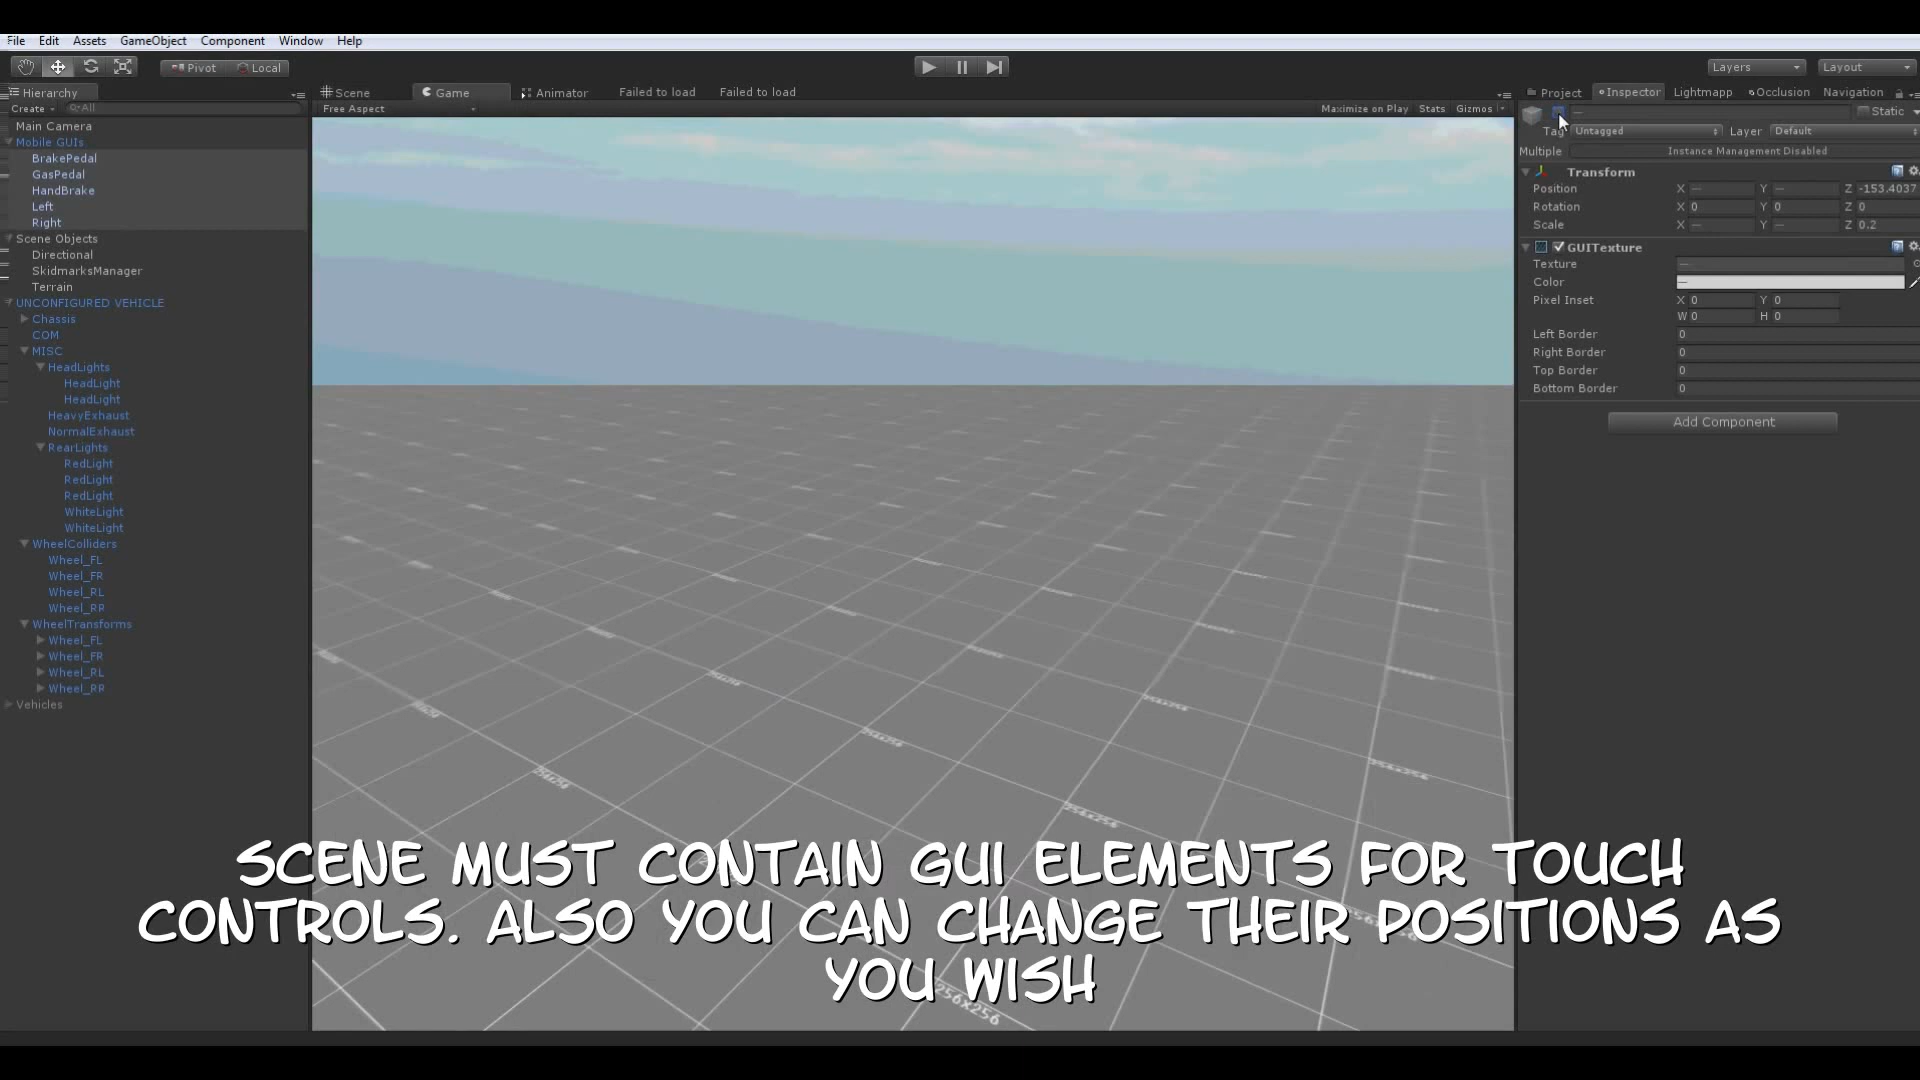 File Edit Assets GameObject Component Window Help
Pivot Local
Layers Layout
Hierarchy
Scene Game Animator Failed to load Failed to load
Project Inspector Lightmapp Occlusion Navigation
Create All
Free Aspect Maximize on Play Stats Gizmos
Static
Main Camera
Mobile GUIs
BrakePedal
GasPedal
HandBrake
Left
Right
Scene Objects
Directional
SkidmarksManager
Terrain
UNCONFIGURED VEHICLE
Chassis
COM
MISC
HeadLights
HeadLight
HeadLight
HeavyExhaust
NormalExhaust
RearLights
RedLight
RedLight
RedLight
WhiteLight
WhiteLight
WheelColliders
Wheel_FL
Wheel_FR
Wheel_RL
Wheel_RR
WheelTransforms
Wheel_FL
Wheel_FR
Wheel_RL
Wheel_RR
Vehicles
Tag Untagged Layer Default
Multiple Instance Management Disabled
Transform
Position X — Y — Z -153.4037
Rotation X 0 Y 0 Z 0
Scale X — Y — Z 0.2
GUITexture
Texture —
Color —
Pixel Inset X 0 Y 0
W 0 H 0
Left Border 0
Right Border 0
Top Border 0
Bottom Border 0
Add Component
256x256
256x256
256x256
256x256
256x256
SCENE MUST CONTAIN GUI ELEMENTS FOR TOUCH
CONTROLS. ALSO YOU CAN CHANGE THEIR POSITIONS AS
YOU WISH
256x256